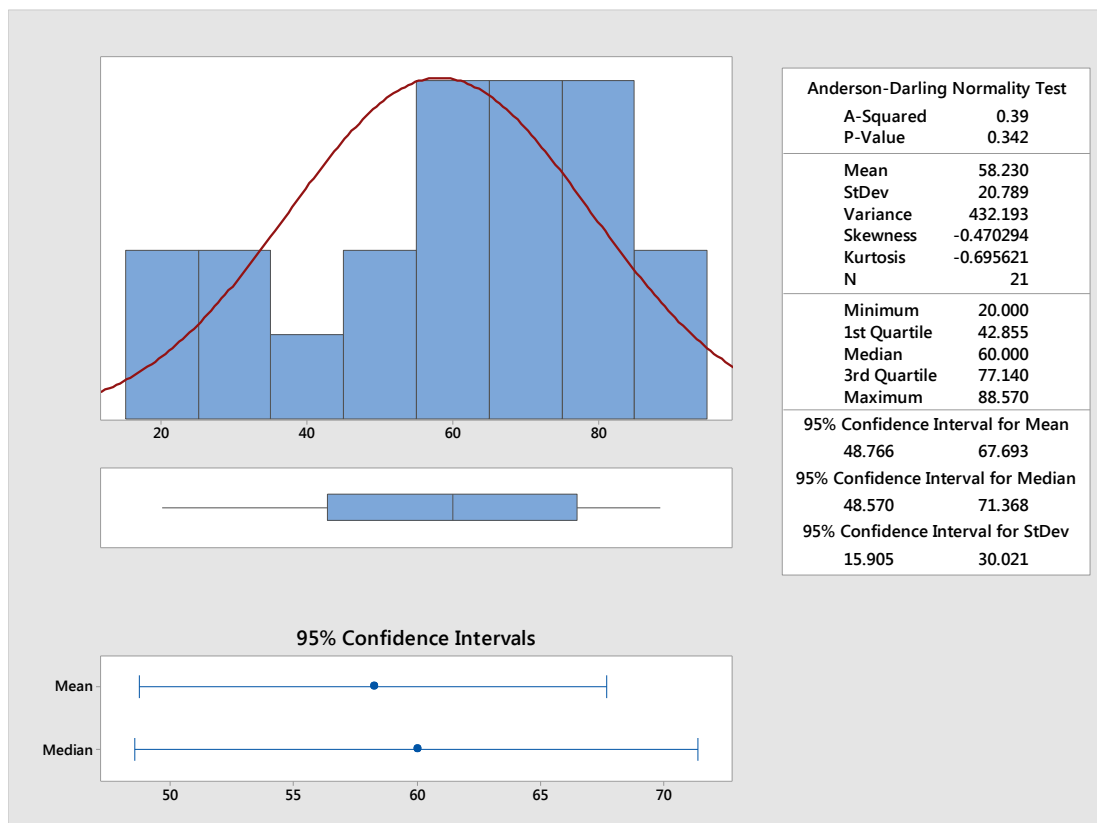 20 40 60 80
95% Confidence Intervals
Mean
Median
50 55 60 65 70
Anderson-Darling Normality Test
A-Squared 0.39
P-Value 0.342
Mean 58.230
StDev 20.789
Variance 432.193
Skewness -0.470294
Kurtosis -0.695621
N 21
Minimum 20.000
1st Quartile 42.855
Median 60.000
3rd Quartile 77.140
Maximum 88.570
95% Confidence Interval for Mean
48.766 67.693
95% Confidence Interval for Median
48.570 71.368
95% Confidence Interval for StDev
15.905 30.021